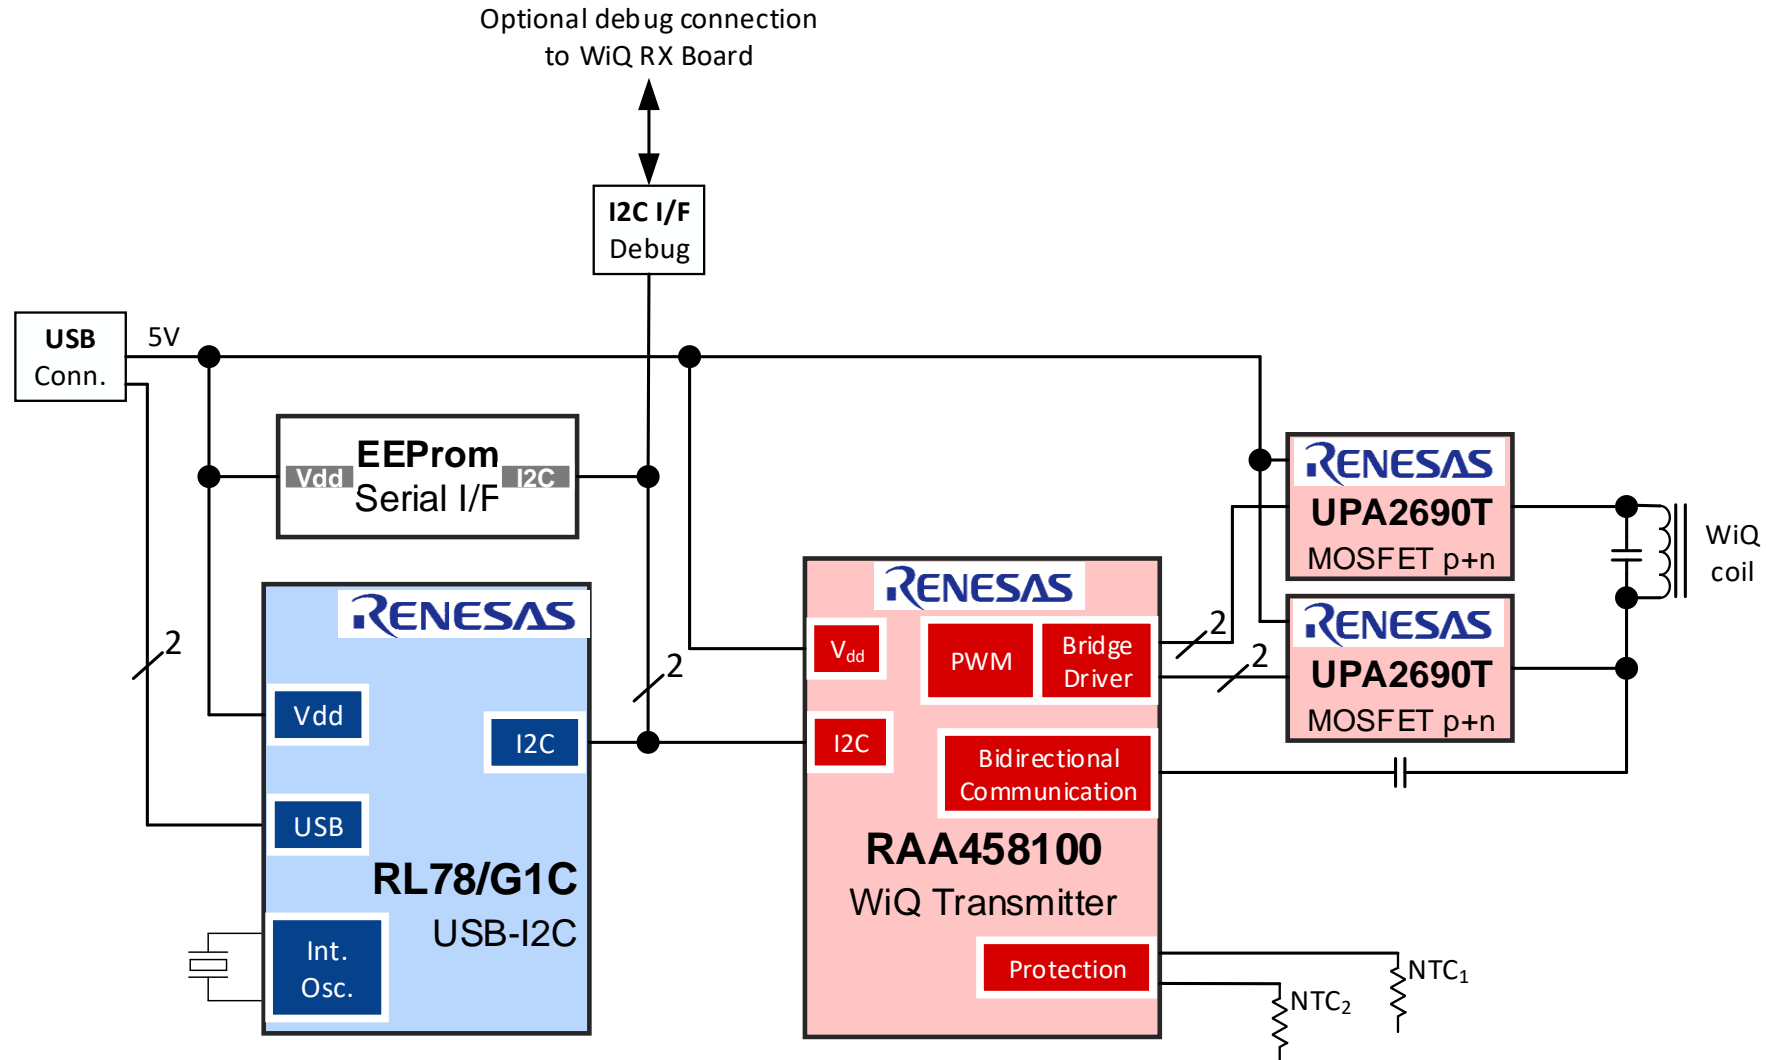 Optional debug connection
to WiQ RX Board
I2C I/F
Debug
USB
Conn.
5V
2
EEProm
Serial I/F
Vdd
I2C
RENESAS
Vdd
I2C
USB
RL78/G1C
USB-I2C
Int.
Osc.
2
RENESAS
Vdd
PWM
Bridge
Driver
I2C
Bidirectional
Communication
RAA458100
WiQ Transmitter
Protection
2
2
RENESAS
UPA2690T
MOSFET p+n
RENESAS
UPA2690T
MOSFET p+n
WiQ
coil
NTC1
NTC2